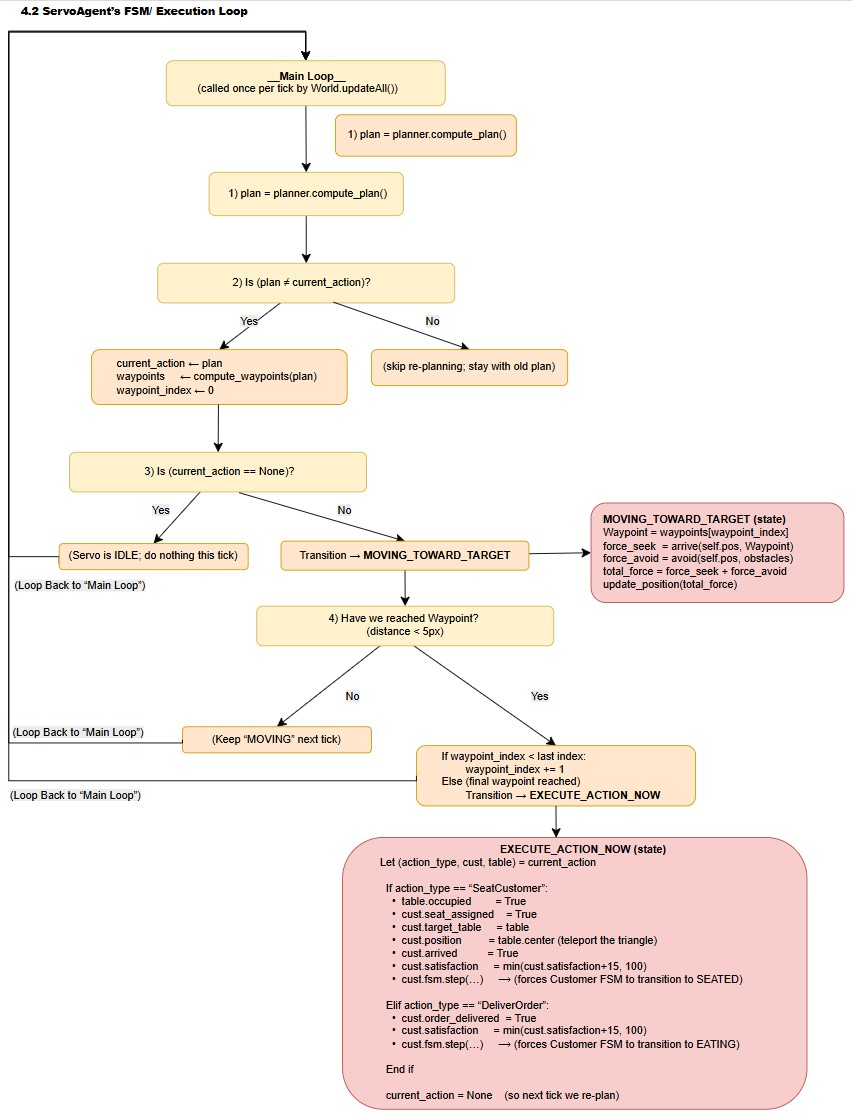 4.2 ServoAgent's FSM/ Execution Loop
__Main Loop__
(called once per tick by World.updateAll())
1) plan = planner.compute_plan()
1) plan = planner.compute_plan()
2) Is (plan ≠ current_action)?
Yes
No
current_action ← plan
waypoints ← compute_waypoints(plan)
waypoint_index ← 0
(skip re-planning; stay with old plan)
3) Is (current_action == None)?
Yes
No
(Servo is IDLE; do nothing this tick)
Transition → MOVING_TOWARD_TARGET
MOVING_TOWARD_TARGET (state)
Waypoint = waypoints[waypoint_index]
force_seek = arrive(self.pos, Waypoint)
force_avoid = avoid(self.pos, obstacles)
total_force = force_seek + force_avoid
update_position(total_force)
(Loop Back to “Main Loop”)
4) Have we reached Waypoint?
(distance < 5px)
No
Yes
(Loop Back to “Main Loop”)
(Keep “MOVING” next tick)
If waypoint_index < last index:
waypoint_index += 1
Else (final waypoint reached)
Transition → EXECUTE_ACTION_NOW
(Loop Back to “Main Loop”)
EXECUTE_ACTION_NOW (state)
Let (action_type, cust, table) = current_action
If action_type == “SeatCustomer”:
• table.occupied = True
• cust.seat_assigned = True
• cust.target_table = table
• cust.position = table.center (teleport the triangle)
• cust.arrived = True
• cust.satisfaction = min(cust.satisfaction+15, 100)
• cust.fsm.step(…) → (forces Customer FSM to transition to SEATED)
Elif action_type == “DeliverOrder”:
• cust.order_delivered = True
• cust.satisfaction = min(cust.satisfaction+15, 100)
• cust.fsm.step(…) → (forces Customer FSM to transition to EATING)
End if
current_action = None (so next tick we re-plan)